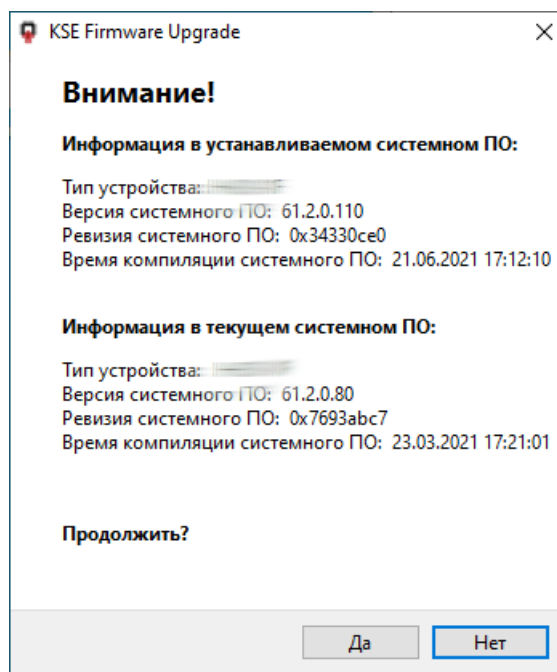 KSE Firmware Upgrade
Внимание!
Информация в устанавливаемом системном ПО:
Тип устройства:
Версия системного ПО: 61.2.0.110
Ревизия системного ПО: 0x34330ce0
Время компиляции системного ПО: 21.06.2021 17:12:10
Информация в текущем системном ПО:
Тип устройства:
Версия системного ПО: 61.2.0.80
Ревизия системного ПО: 0x7693abc7
Время компиляции системного ПО: 23.03.2021 17:21:01
Продолжить?
Да
Нет